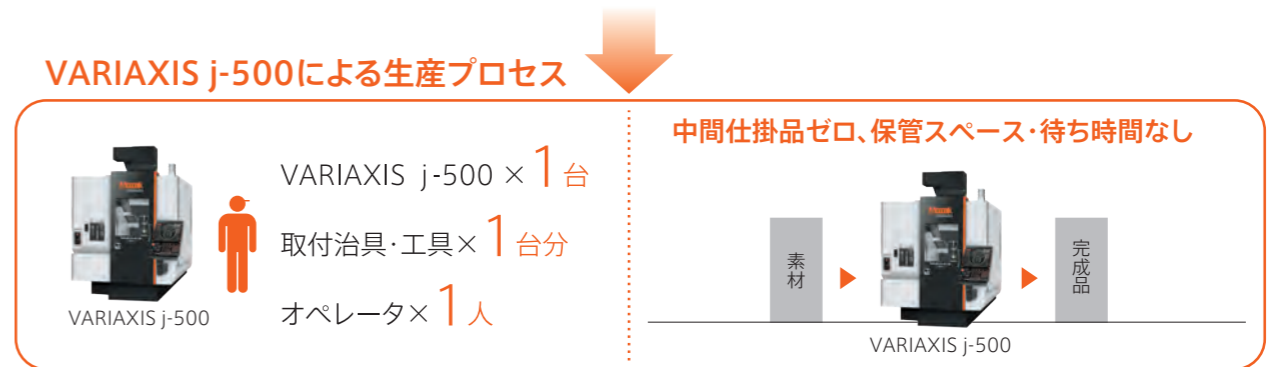 VARIAXIS j-500による生産プロセス
VARIAXIS j-500 × 1 台
取付治具･工具× 1 台分
オペレータ× 1 人
VARIAXIS j-500
中間仕掛品ゼロ、保管スペース･待ち時間なし
素材
完成品
VARIAXIS j-500